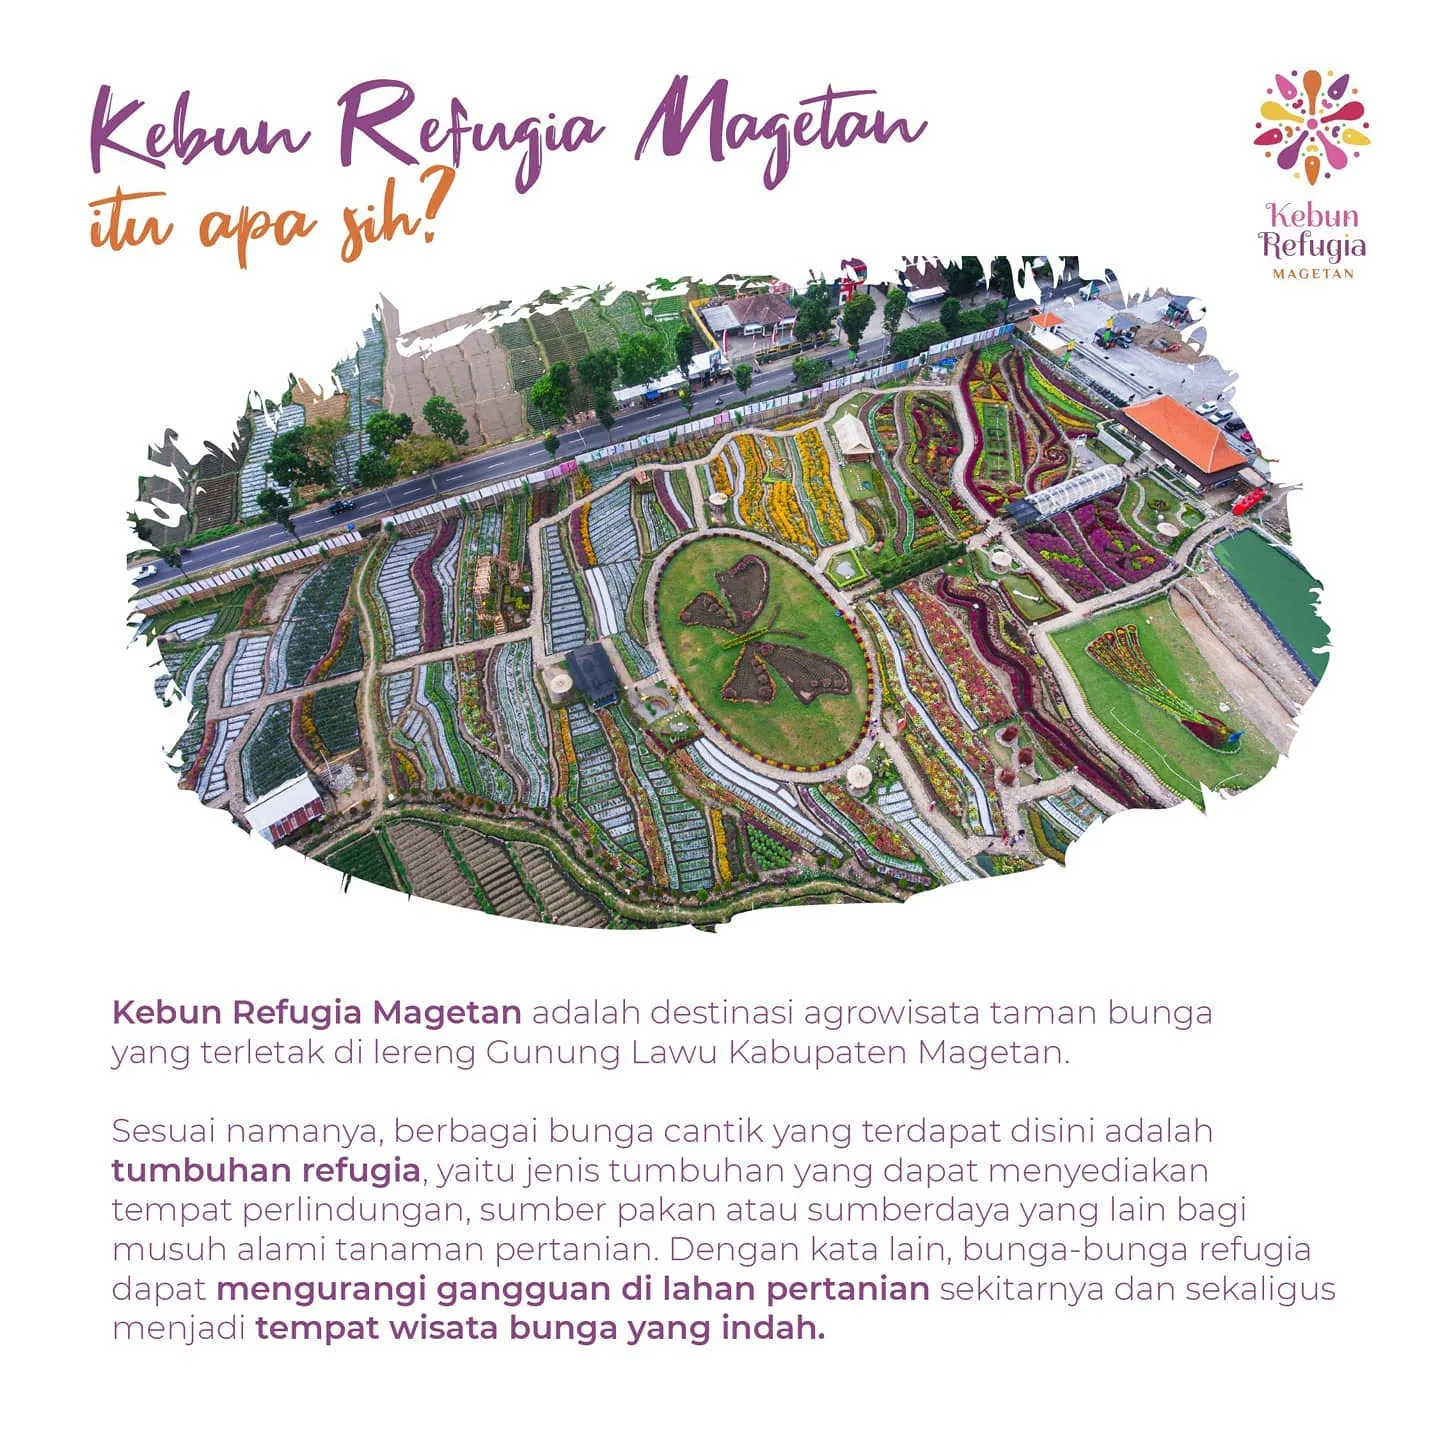 Kebun Refugia Magetan
itu apa sih?
Kebun
Refugia
MAGETAN
Kebun Refugia Magetan adalah destinasi agrowisata taman bunga
yang terletak di lereng Gunung Lawu Kabupaten Magetan.
Sesuai namanya, berbagai bunga cantik yang terdapat disini adalah
tumbuhan refugia, yaitu jenis tumbuhan yang dapat menyediakan
tempat perlindungan, sumber pakan atau sumberdaya yang lain bagi
musuh alami tanaman pertanian. Dengan kata lain, bunga-bunga refugia
dapat mengurangi gangguan di lahan pertanian sekitarnya dan sekaligus
menjadi tempat wisata bunga yang indah.